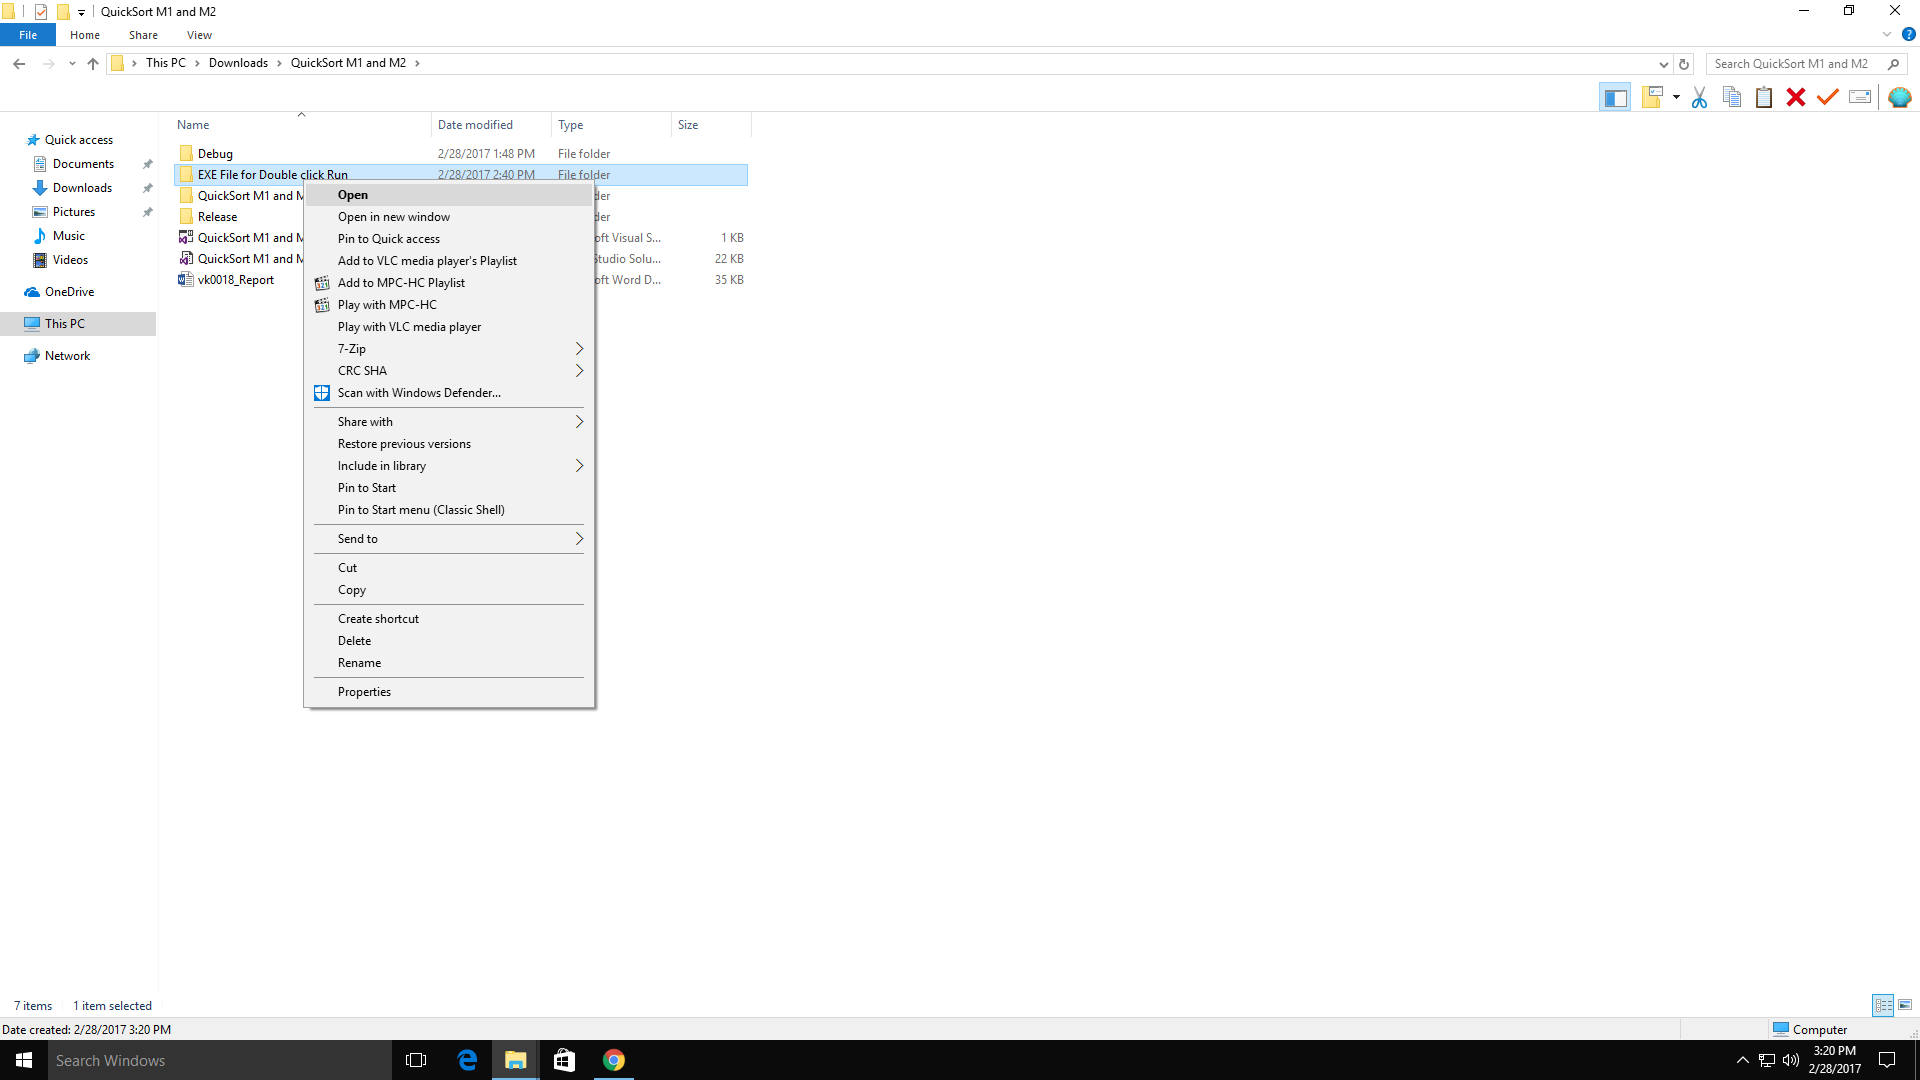 QuickSort M1 and M2
File Home Share View
This PC Downloads QuickSort M1 and M2
Search QuickSort M1 and M2
Name Date modified Type Size
Quick access
Documents
Downloads
Pictures
Music
Videos
OneDrive
This PC
Network
Debug 2/28/2017 1:48 PM File folder
EXE File for Double click Run 2/28/2017 2:40 PM File folder
QuickSort M1 and M der
Release der
QuickSort M1 and M oft Visual S... 1 KB
QuickSort M1 and M Studio Solu... 22 KB
vk0018_Report oft Word D... 35 KB
Open
Open in new window
Pin to Quick access
Add to VLC media player's Playlist
Add to MPC-HC Playlist
Play with MPC-HC
Play with VLC media player
7-Zip
CRC SHA
Scan with Windows Defender...
Share with
Restore previous versions
Include in library
Pin to Start
Pin to Start menu (Classic Shell)
Send to
Cut
Copy
Create shortcut
Delete
Rename
Properties
7 items 1 item selected
Date created: 2/28/2017 3:20 PM
Computer
Search Windows
3:20 PM
2/28/2017